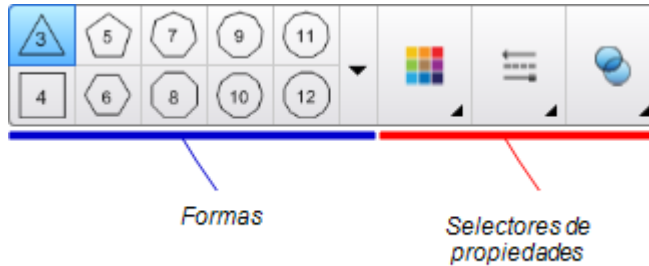 3 5 7 9 11
4 6 8 10 12
Formas
Selectores de
propiedades